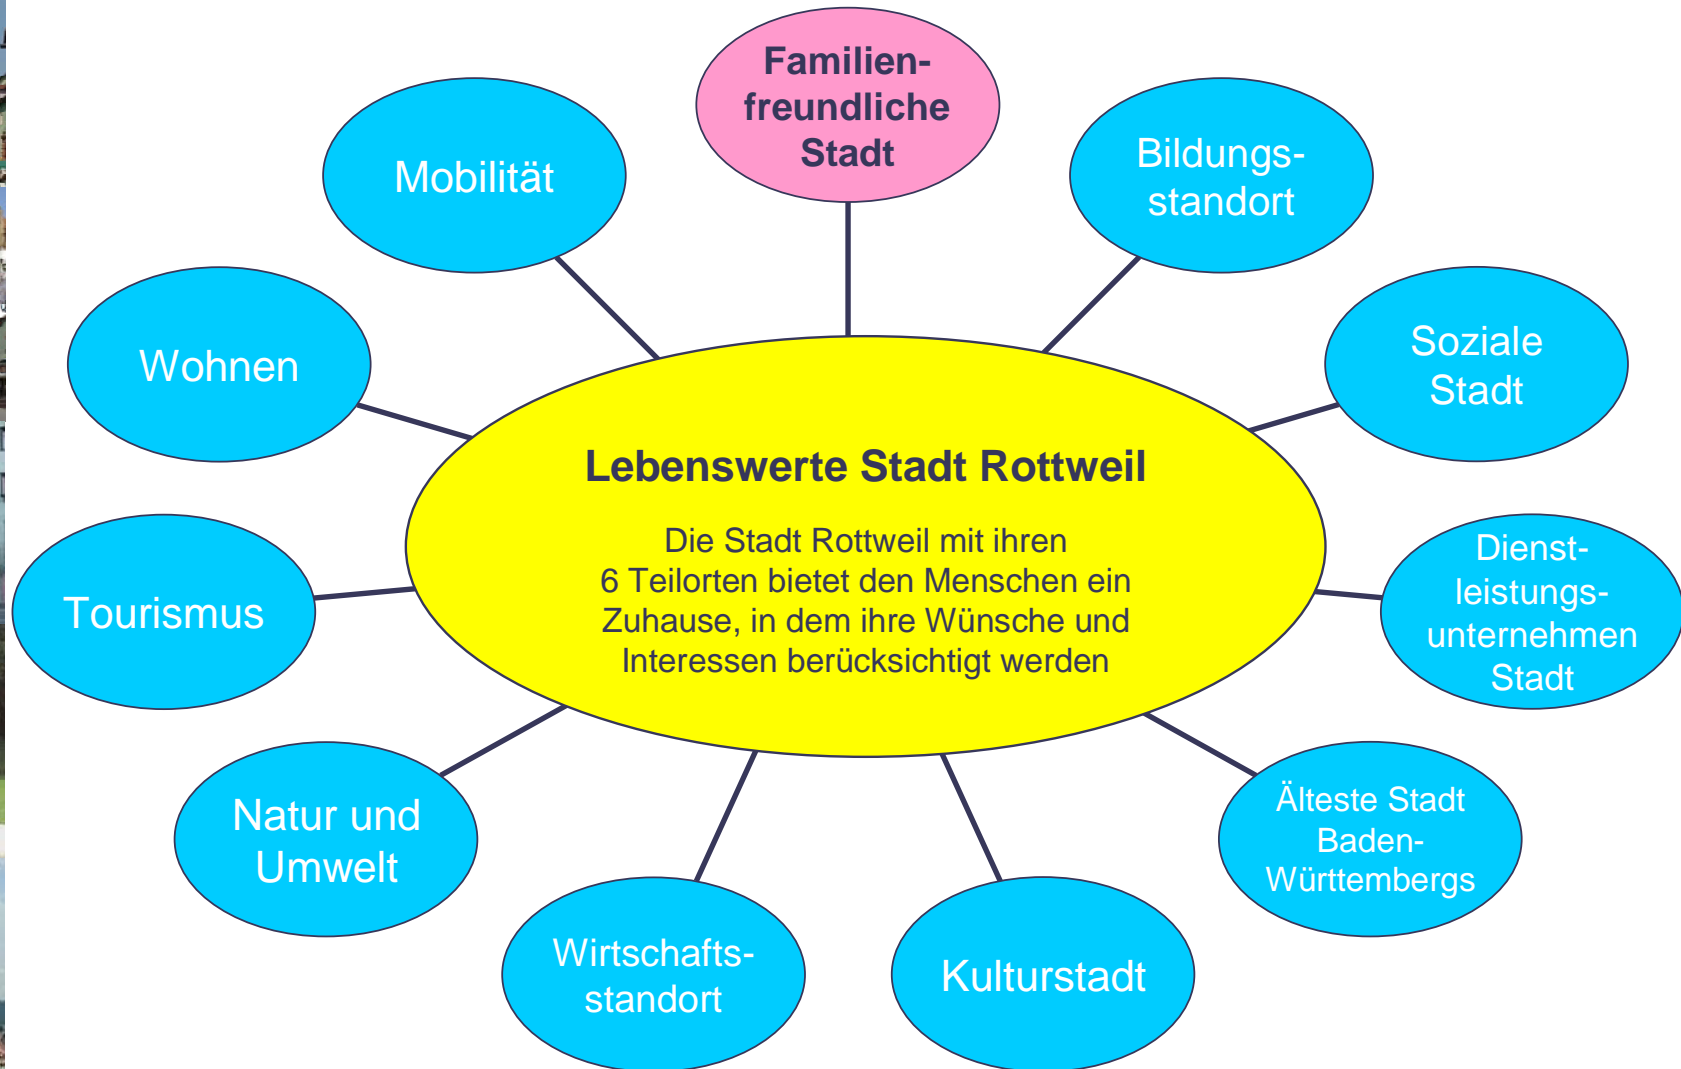 Familien-
freundliche
Stadt
Bildungs-
standort
Soziale
Stadt
Dienst-
leistungs-
unternehmen
Stadt
Älteste Stadt
Baden-
Württembergs
Kulturstadt
Wirtschafts-
standort
Natur und
Umwelt
Tourismus
Wohnen
Mobilität
Lebenswerte Stadt Rottweil
Die Stadt Rottweil mit ihren
6 Teilorten bietet den Menschen ein
Zuhause, in dem ihre Wünsche und
Interessen berücksichtigt werden